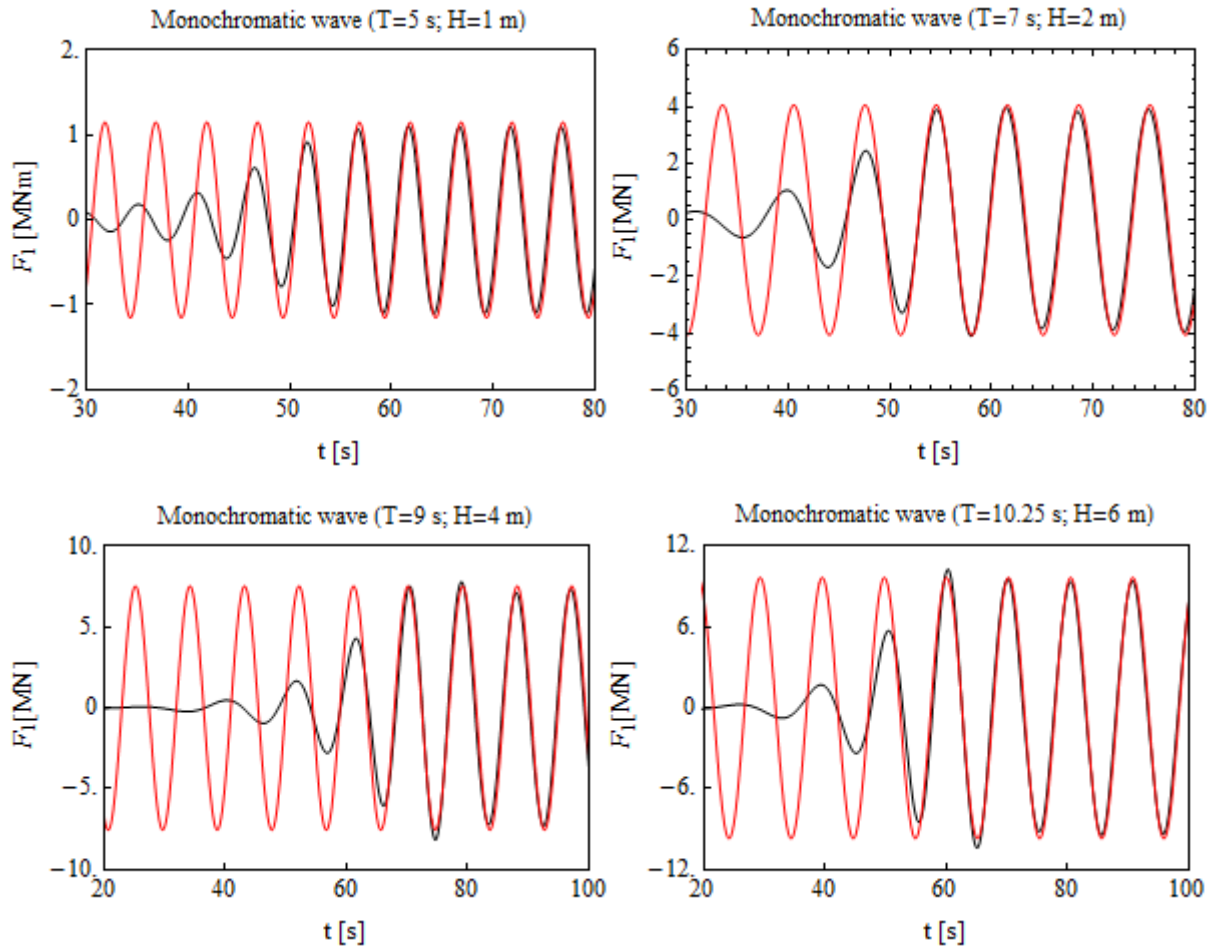 Monochromatic wave (T=5 s; H=1 m)
2.
1
0
−1
−2
F1 [MNm]
30 40 50 60 70 80
t [s]
Monochromatic wave (T=7 s; H=2 m)
6
4
2
0
−2
−4
−6
F1[MN]
30 40 50 60 70 80
t [s]
Monochromatic wave (T=9 s; H=4 m)
10.
5.
0
−5.
−10.
F1[MN]
20 40 60 80 100
t [s]
Monochromatic wave (T=10.25 s; H=6 m)
12.
6.
0
−6.
−12.
F1[MN]
20 40 60 80 100
t [s]